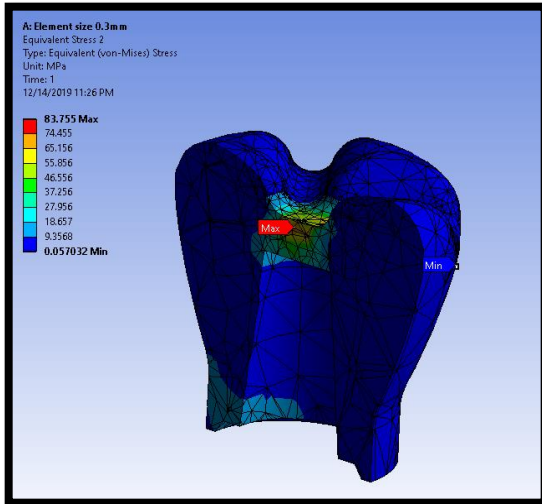 A: Element size 0.3mm
Equivalent Stress 2
Type: Equivalent (von-Mises) Stress
Unit: MPa
Time: 1
12/14/2019 11:26 PM
83.755 Max
74.455
65.156
55.856
46.556
37.256
27.956
18.657
9.3568
0.057032 Min
Max
Min